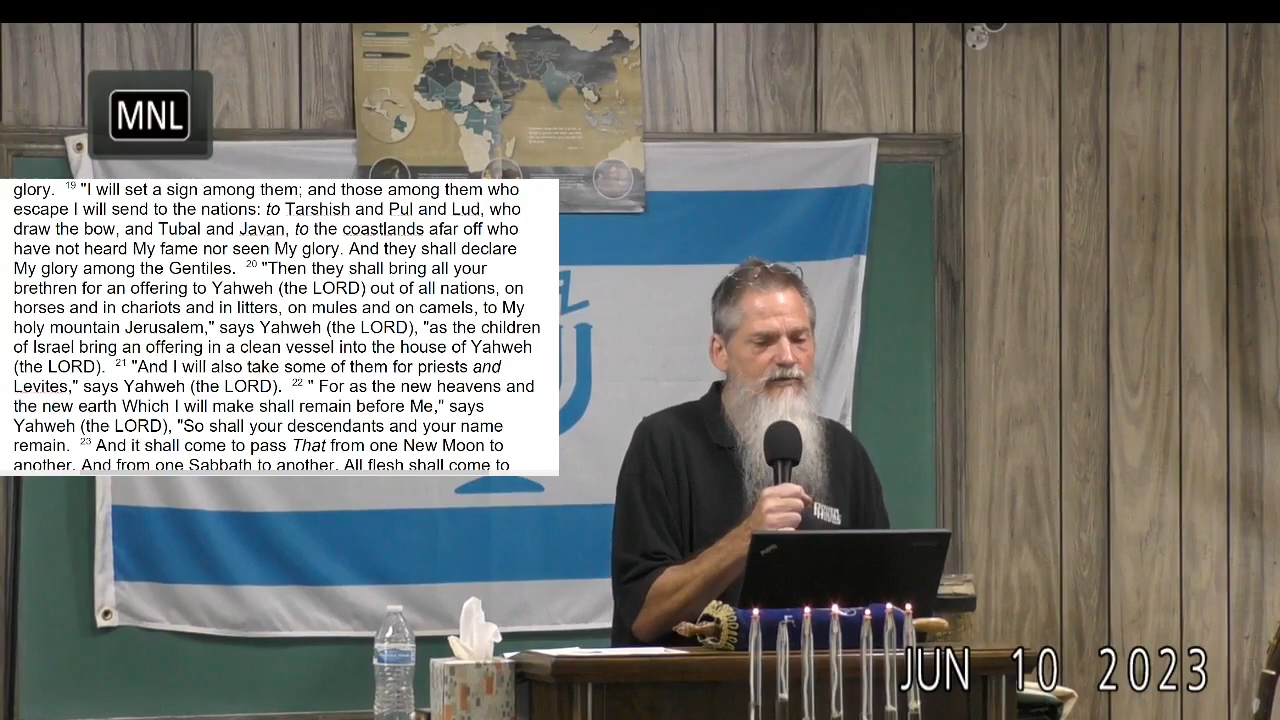 MNL
glory. 19 "I will set a sign among them; and those among them who
escape I will send to the nations: to Tarshish and Pul and Lud, who
draw the bow, and Tubal and Javan, to the coastlands afar off who
have not heard My fame nor seen My glory. And they shall declare
My glory among the Gentiles. 20 "Then they shall bring all your
brethren for an offering to Yahweh (the LORD) out of all nations, on
horses and in chariots and in litters, on mules and on camels, to My
holy mountain Jerusalem," says Yahweh (the LORD), "as the children
of Israel bring an offering in a clean vessel into the house of Yahweh
(the LORD). 21 "And I will also take some of them for priests and
Levites," says Yahweh (the LORD). 22 " For as the new heavens and
the new earth Which I will make shall remain before Me," says
Yahweh (the LORD), "So shall your descendants and your name
remain. 23 And it shall come to pass That from one New Moon to
another, And from one Sabbath to another, All flesh shall come to
JUN 10 2023